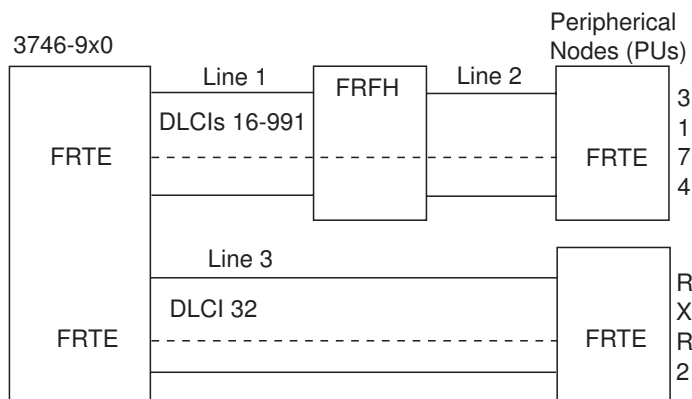 Peripherical
Nodes (PUs)
3746-9x0
Line 1
FRFH
Line 2
DLCIs 16-991
FRTE
FRTE
3
1
7
4
Line 3
DLCI 32
FRTE
FRTE
R
X
R
2